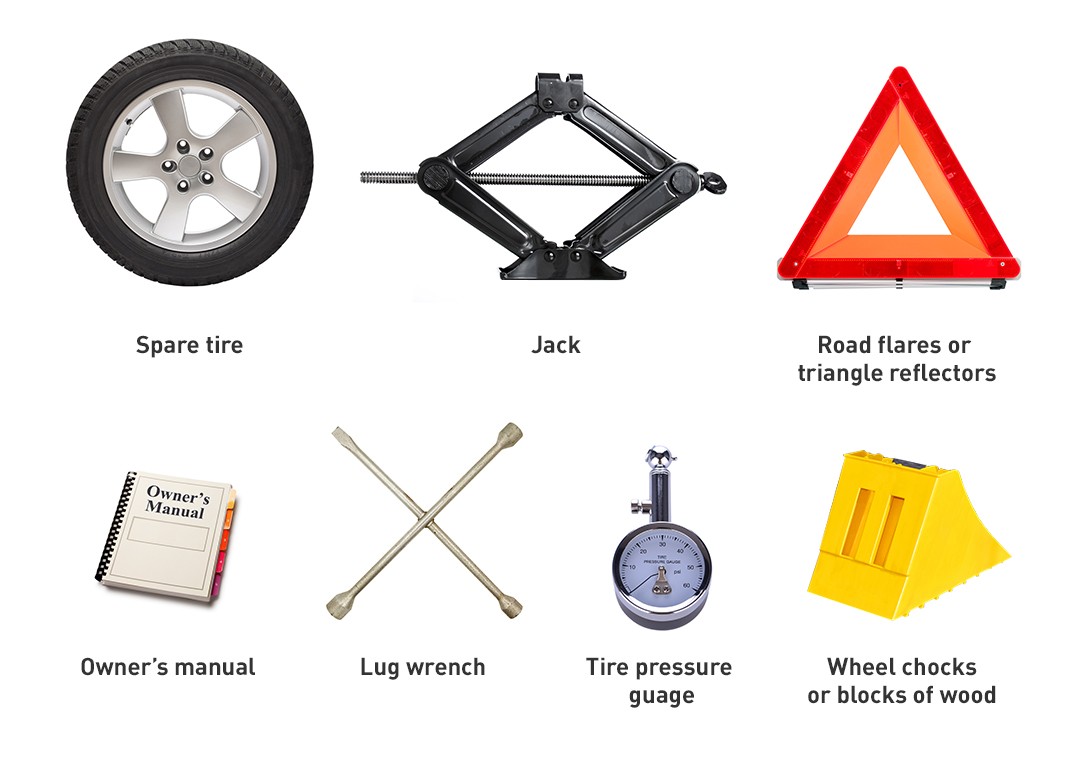 Spare tire
Jack
Road flares or
triangle reflectors
Owner's
Manual
10
20
30
40
50
60
TIRE
PRESSURE GAUGE
psi
Owner's manual
Lug wrench
Tire pressure
guage
Wheel chocks
or blocks of wood